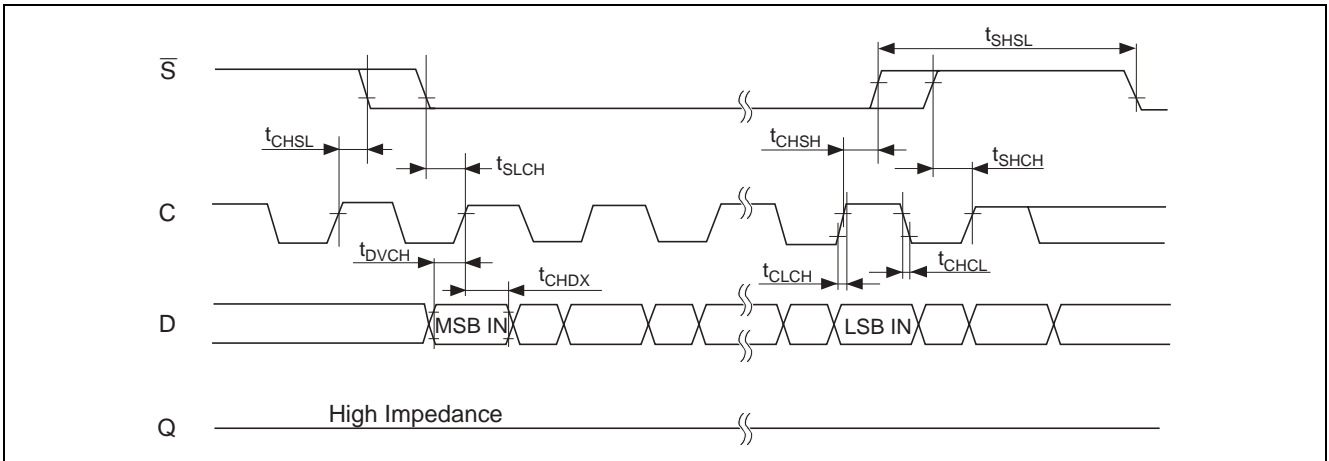 tSHSL
S̅
tCHSL
tSLCH
tCHSH
tSHCH
C
tDVCH
tCHDX
tCLCH
tCHCL
D
MSB IN
LSB IN
Q
High Impedance